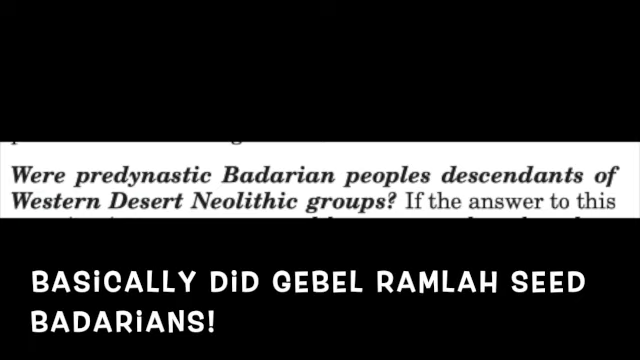 Were predynastic Badarian peoples descendants of
Western Desert Neolithic groups? If the answer to this
BASiCALLY DiD GEBEL RAMLAH SEED
BADARiANS!